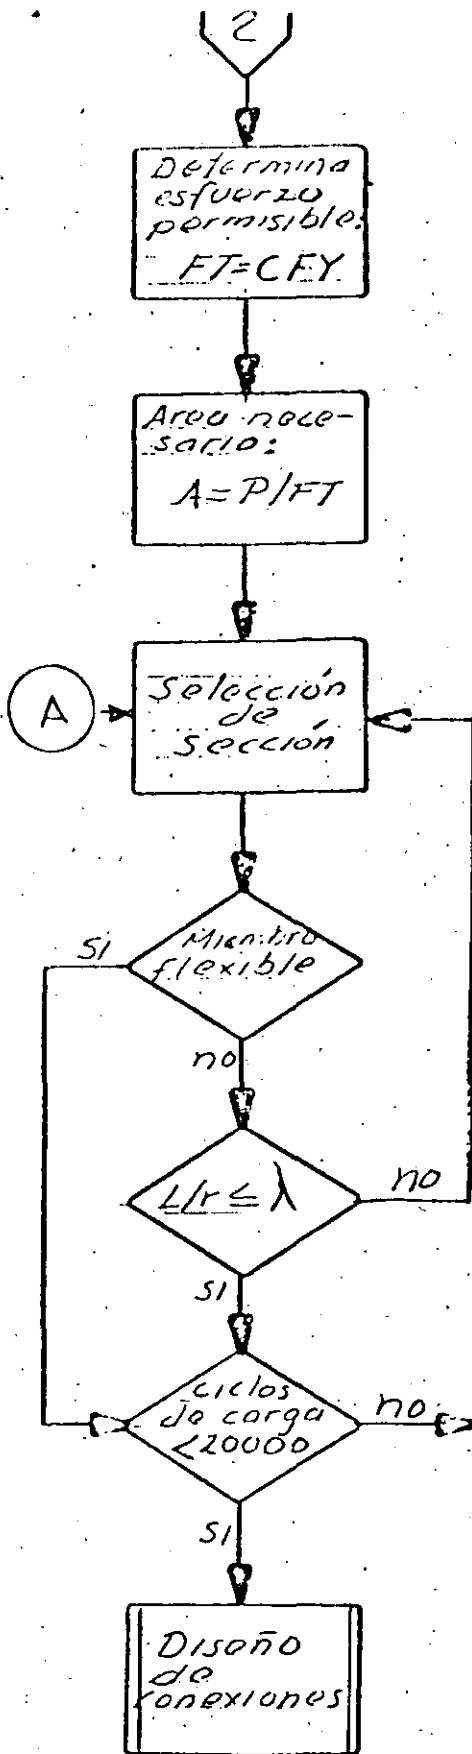 2
Determina
esfuerzo
permisible:
FT=CFY
Area nece-
saria:
A=P/FT
A
Selección
de
Sección
Miembro
flexible
SI
no
L/r ≤ λ
no
SI
ciclos
de carga
<20000
no
SI
Diseño
de
conexiones